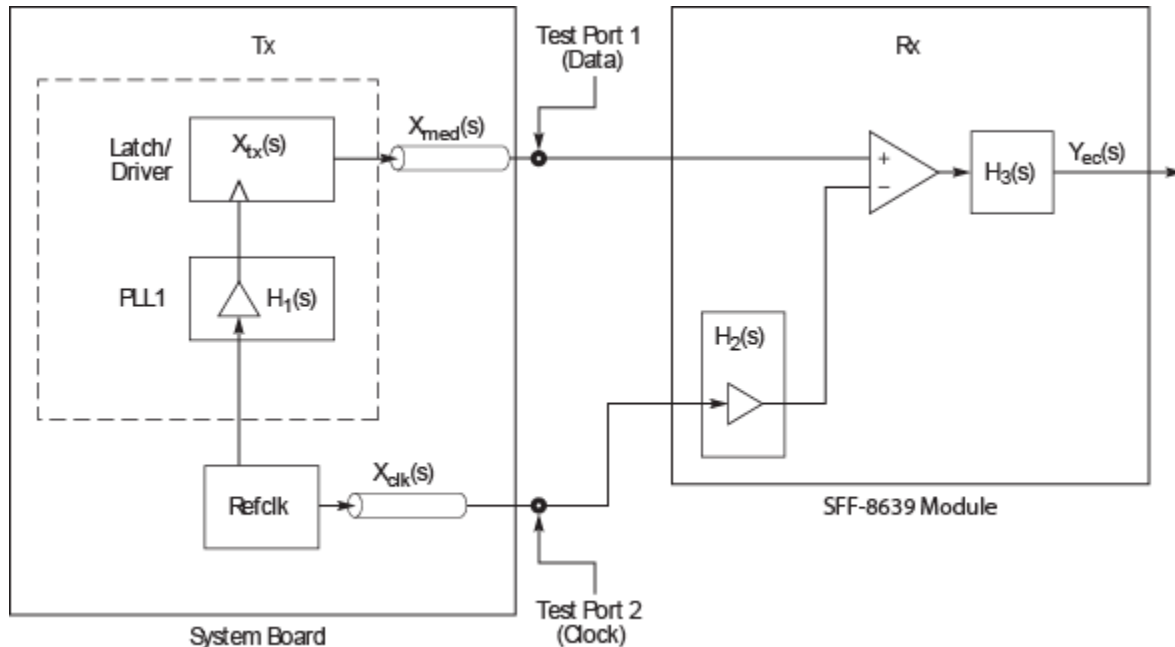 Tx
Test Port 1
(Data)
Rx
Latch/
Driver
Xtx(s)
Xmed(s)
+
−
H3(s)
Yec(s)
PLL1
H1(s)
H2(s)
Refclk
Xclk(s)
SFF-8639 Module
Test Port 2
(Clock)
System Board